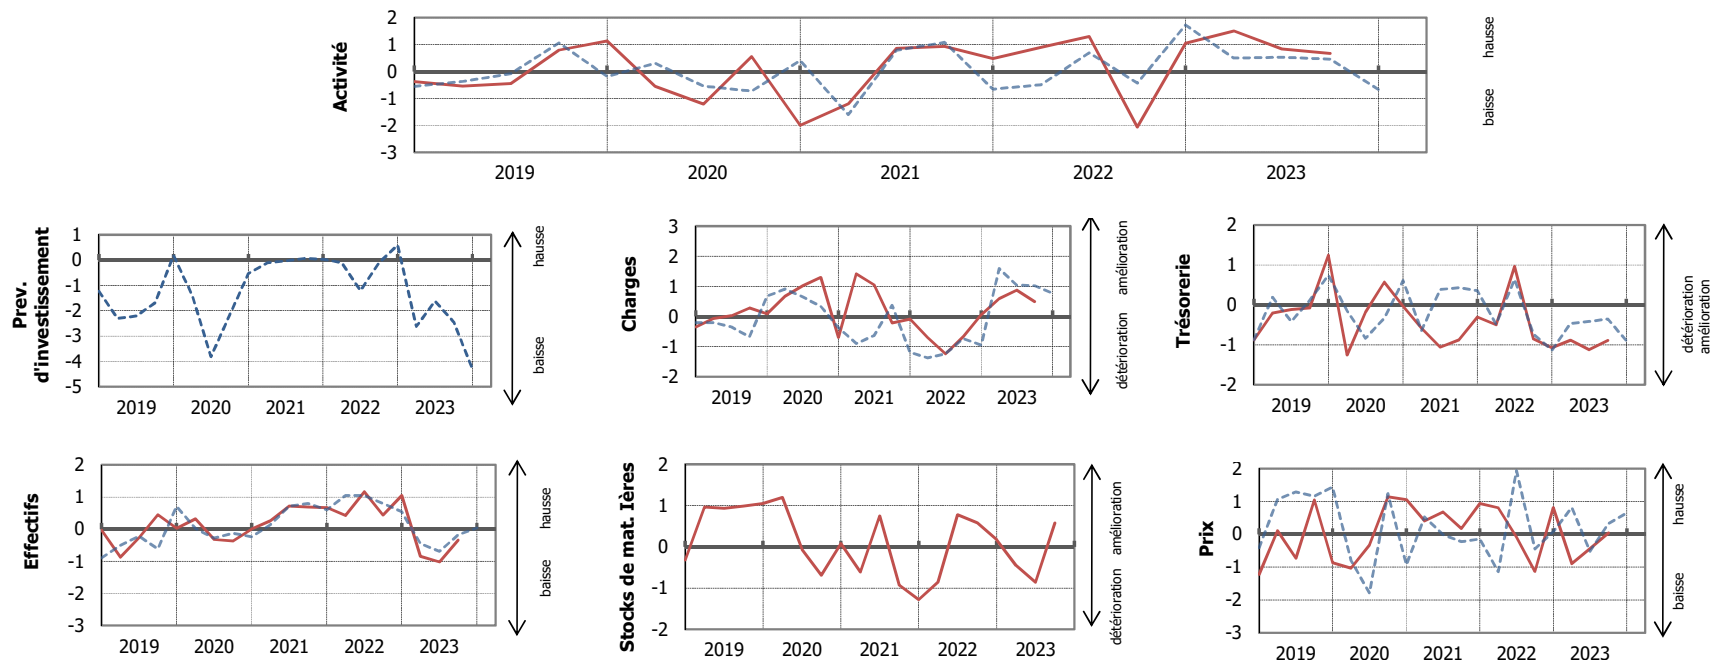 Activité
2
1
0
-1
-2
-3
2019 2020 2021 2022 2023
hausse
baisse
Prev.
d'investissement
1
0
-1
-2
-3
-4
-5
2019 2020 2021 2022 2023
hausse
baisse
Charges
3
2
1
0
-1
-2
2019 2020 2021 2022 2023
amélioration
détérioration
Trésorerie
2
1
0
-1
-2
2019 2020 2021 2022 2023
détérioration
amélioration
Effectifs
2
1
0
-1
-2
-3
2019 2020 2021 2022 2023
hausse
baisse
Stocks de mat. Ières
2
1
0
-1
-2
2019 2020 2021 2022 2023
amélioration
détérioration
Prix
2
1
0
-1
-2
-3
2019 2020 2021 2022 2023
hausse
baisse